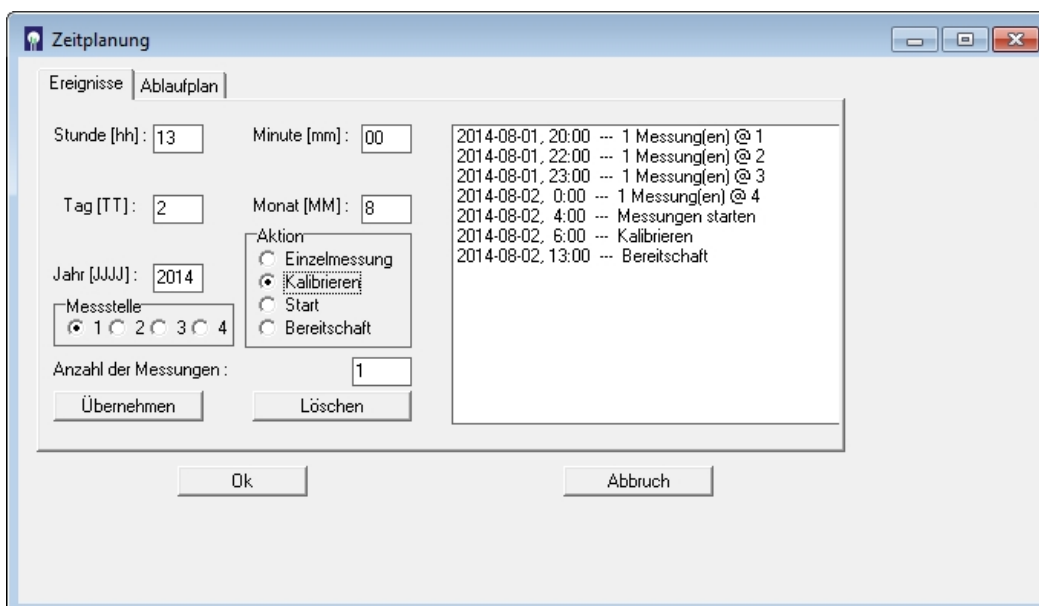 Zeitplanung
Ereignisse Ablaufplan
Stunde [hh] : 13 Minute [mm] : 00
Tag [TT] : 2 Monat [MM] : 8
Jahr [JJJJ] : 2014
Aktion
Einzelmessung
Kalibrieren
Start
Bereitschaft
Messstelle
1 2 3 4
Anzahl der Messungen : 1
Übernehmen Löschen
2014-08-01, 20:00 --- 1 Messung(en) @ 1
2014-08-01, 22:00 --- 1 Messung(en) @ 2
2014-08-01, 23:00 --- 1 Messung(en) @ 3
2014-08-02, 0:00 --- 1 Messung(en) @ 4
2014-08-02, 4:00 --- Messungen starten
2014-08-02, 6:00 --- Kalibrieren
2014-08-02, 13:00 --- Bereitschaft
Ok Abbruch